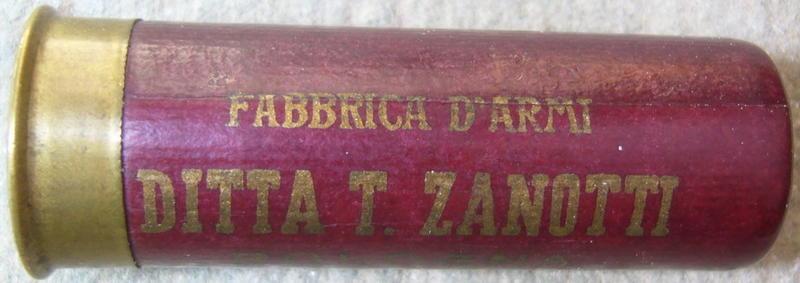 FABBRICA D'ARMI
DITTA T. ZANOTTI